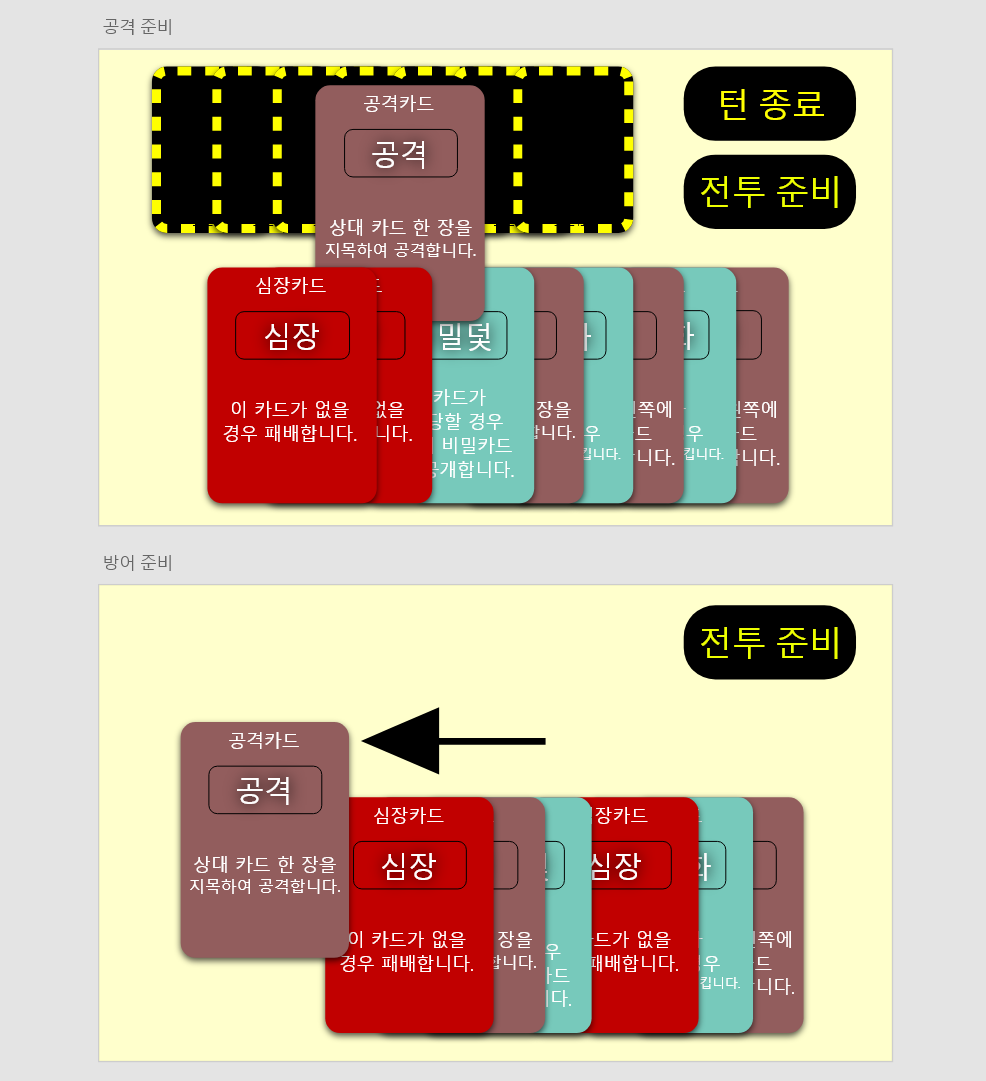 공격 준비
공격카드
공격
상대 카드 한 장을
지목하여 공격합니다.
턴 종료
전투 준비
심장카드
심장
이 카드가 없을
경우 패배합니다.
없을
니다.
밀덫
카드가
당할 경우
비밀카드
공개합니다.
장을
합니다.
우
킵니다.
왼쪽에
드
니다.
화
우
킵니다.
왼쪽에
드
니다.
방어 준비
전투 준비
공격카드
공격
상대 카드 한 장을
지목하여 공격합니다.
심장카드
심장
이 카드가 없을
경우 패배합니다.
장을
합니다.
우
카드
니다.
심장카드
심장
카드가 없을
패배합니다.
화
경우
킵니다.
왼쪽에
드
니다.